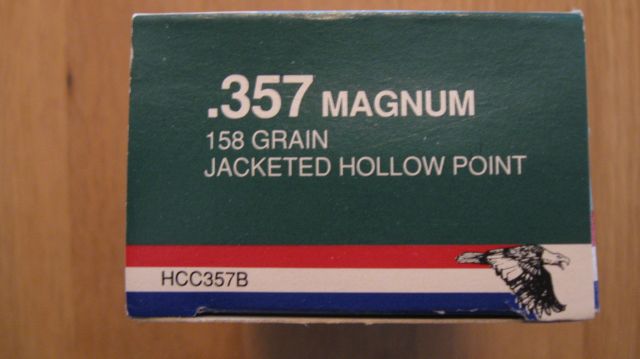 .357 MAGNUM
158 GRAIN
JACKETED HOLLOW POINT
HCC357B